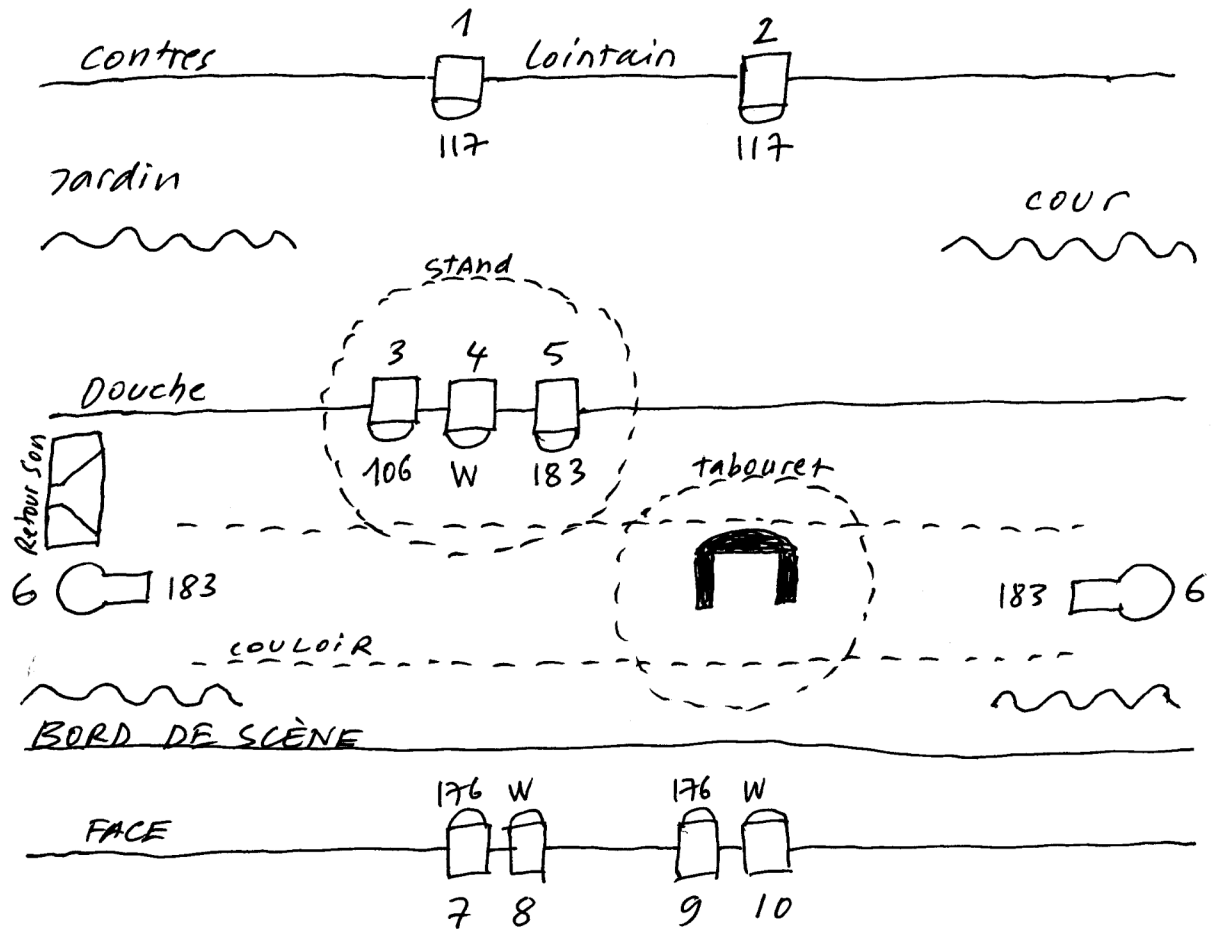 1 2
Contres Lointain
117 117
Jardin
cour
stAnd
3 4 5
Douche
106 W 183
Retour Son
tabouret
6 183 183 6
COULOiR
BORD DE SCÈNE
176 W 176 W
FACE
7 8 9 10